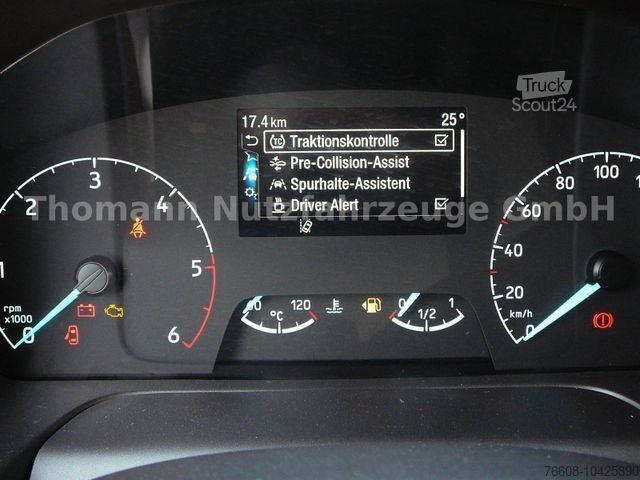 Truck
Scout24
17.4 km 25°
TC Traktionskontrolle
Pre-Collision-Assist
Spurhalte-Assistent
Driver Alert
Thomann Nutzfahrzeuge GmbH
0 1 2 3 4 5 6
rpm
x1000
120
°C
0 1/2 1
0 20 40 60 80 100
km/h
76608-10425890